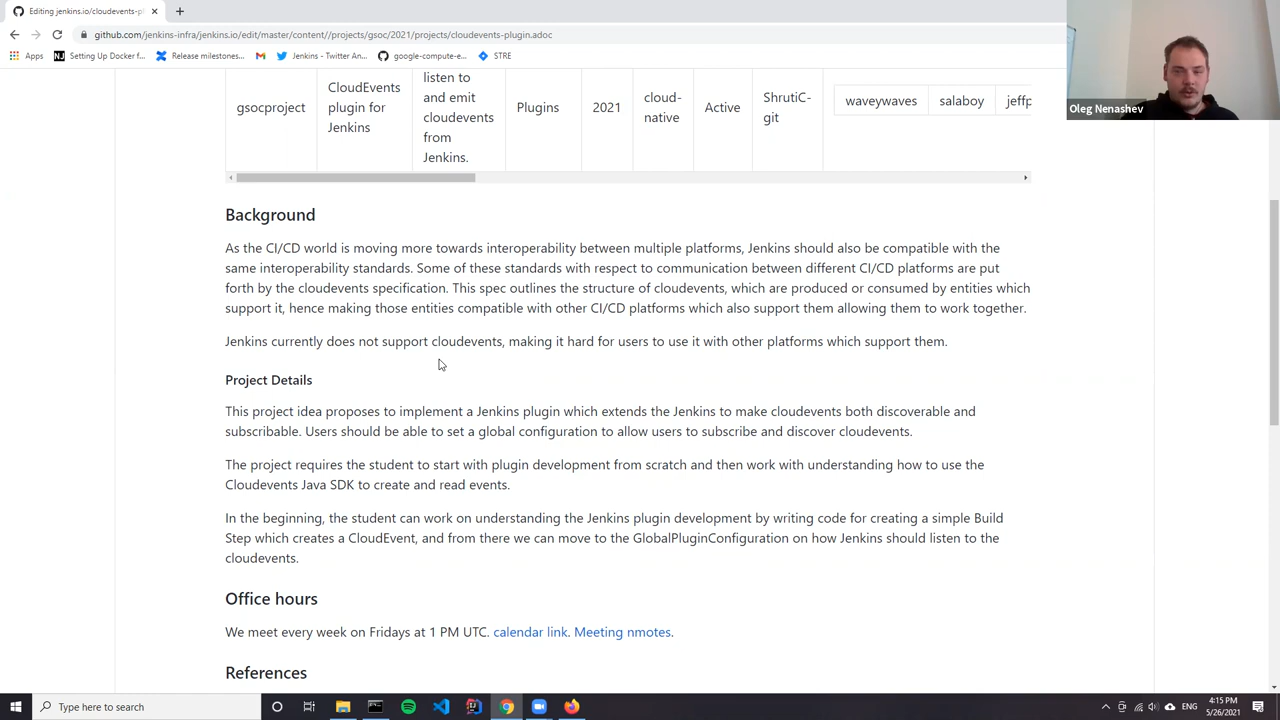 Editing jenkins.io/cloudevents-p
github.com/jenkins-infra/jenkins.io/edit/master/content//projects/gsoc/2021/projects/cloudevents-plugin.adoc
Apps
Setting Up Docker f...
Release milestones...
Jenkins - Twitter An...
google-compute-e...
STRE
Oleg Nenashev
gsocproject
CloudEvents
plugin for
Jenkins
listen to
and emit
cloudevents
from
Jenkins.
Plugins
2021
cloud-
native
Active
ShrutiC-
git
waveywaves
salaboy
jeffp
Background
As the CI/CD world is moving more towards interoperability between multiple platforms, Jenkins should also be compatible with the
same interoperability standards. Some of these standards with respect to communication between different CI/CD platforms are put
forth by the cloudevents specification. This spec outlines the structure of cloudevents, which are produced or consumed by entities which
support it, hence making those entities compatible with other CI/CD platforms which also support them allowing them to work together.
Jenkins currently does not support cloudevents, making it hard for users to use it with other platforms which support them.
Project Details
This project idea proposes to implement a Jenkins plugin which extends the Jenkins to make cloudevents both discoverable and
subscribable. Users should be able to set a global configuration to allow users to subscribe and discover cloudevents.
The project requires the student to start with plugin development from scratch and then work with understanding how to use the
Cloudevents Java SDK to create and read events.
In the beginning, the student can work on understanding the Jenkins plugin development by writing code for creating a simple Build
Step which creates a CloudEvent, and from there we can move to the GlobalPluginConfiguration on how Jenkins should listen to the
cloudevents.
Office hours
We meet every week on Fridays at 1 PM UTC. calendar link. Meeting nmotes.
References
Type here to search
ENG
4:15 PM
5/26/2021